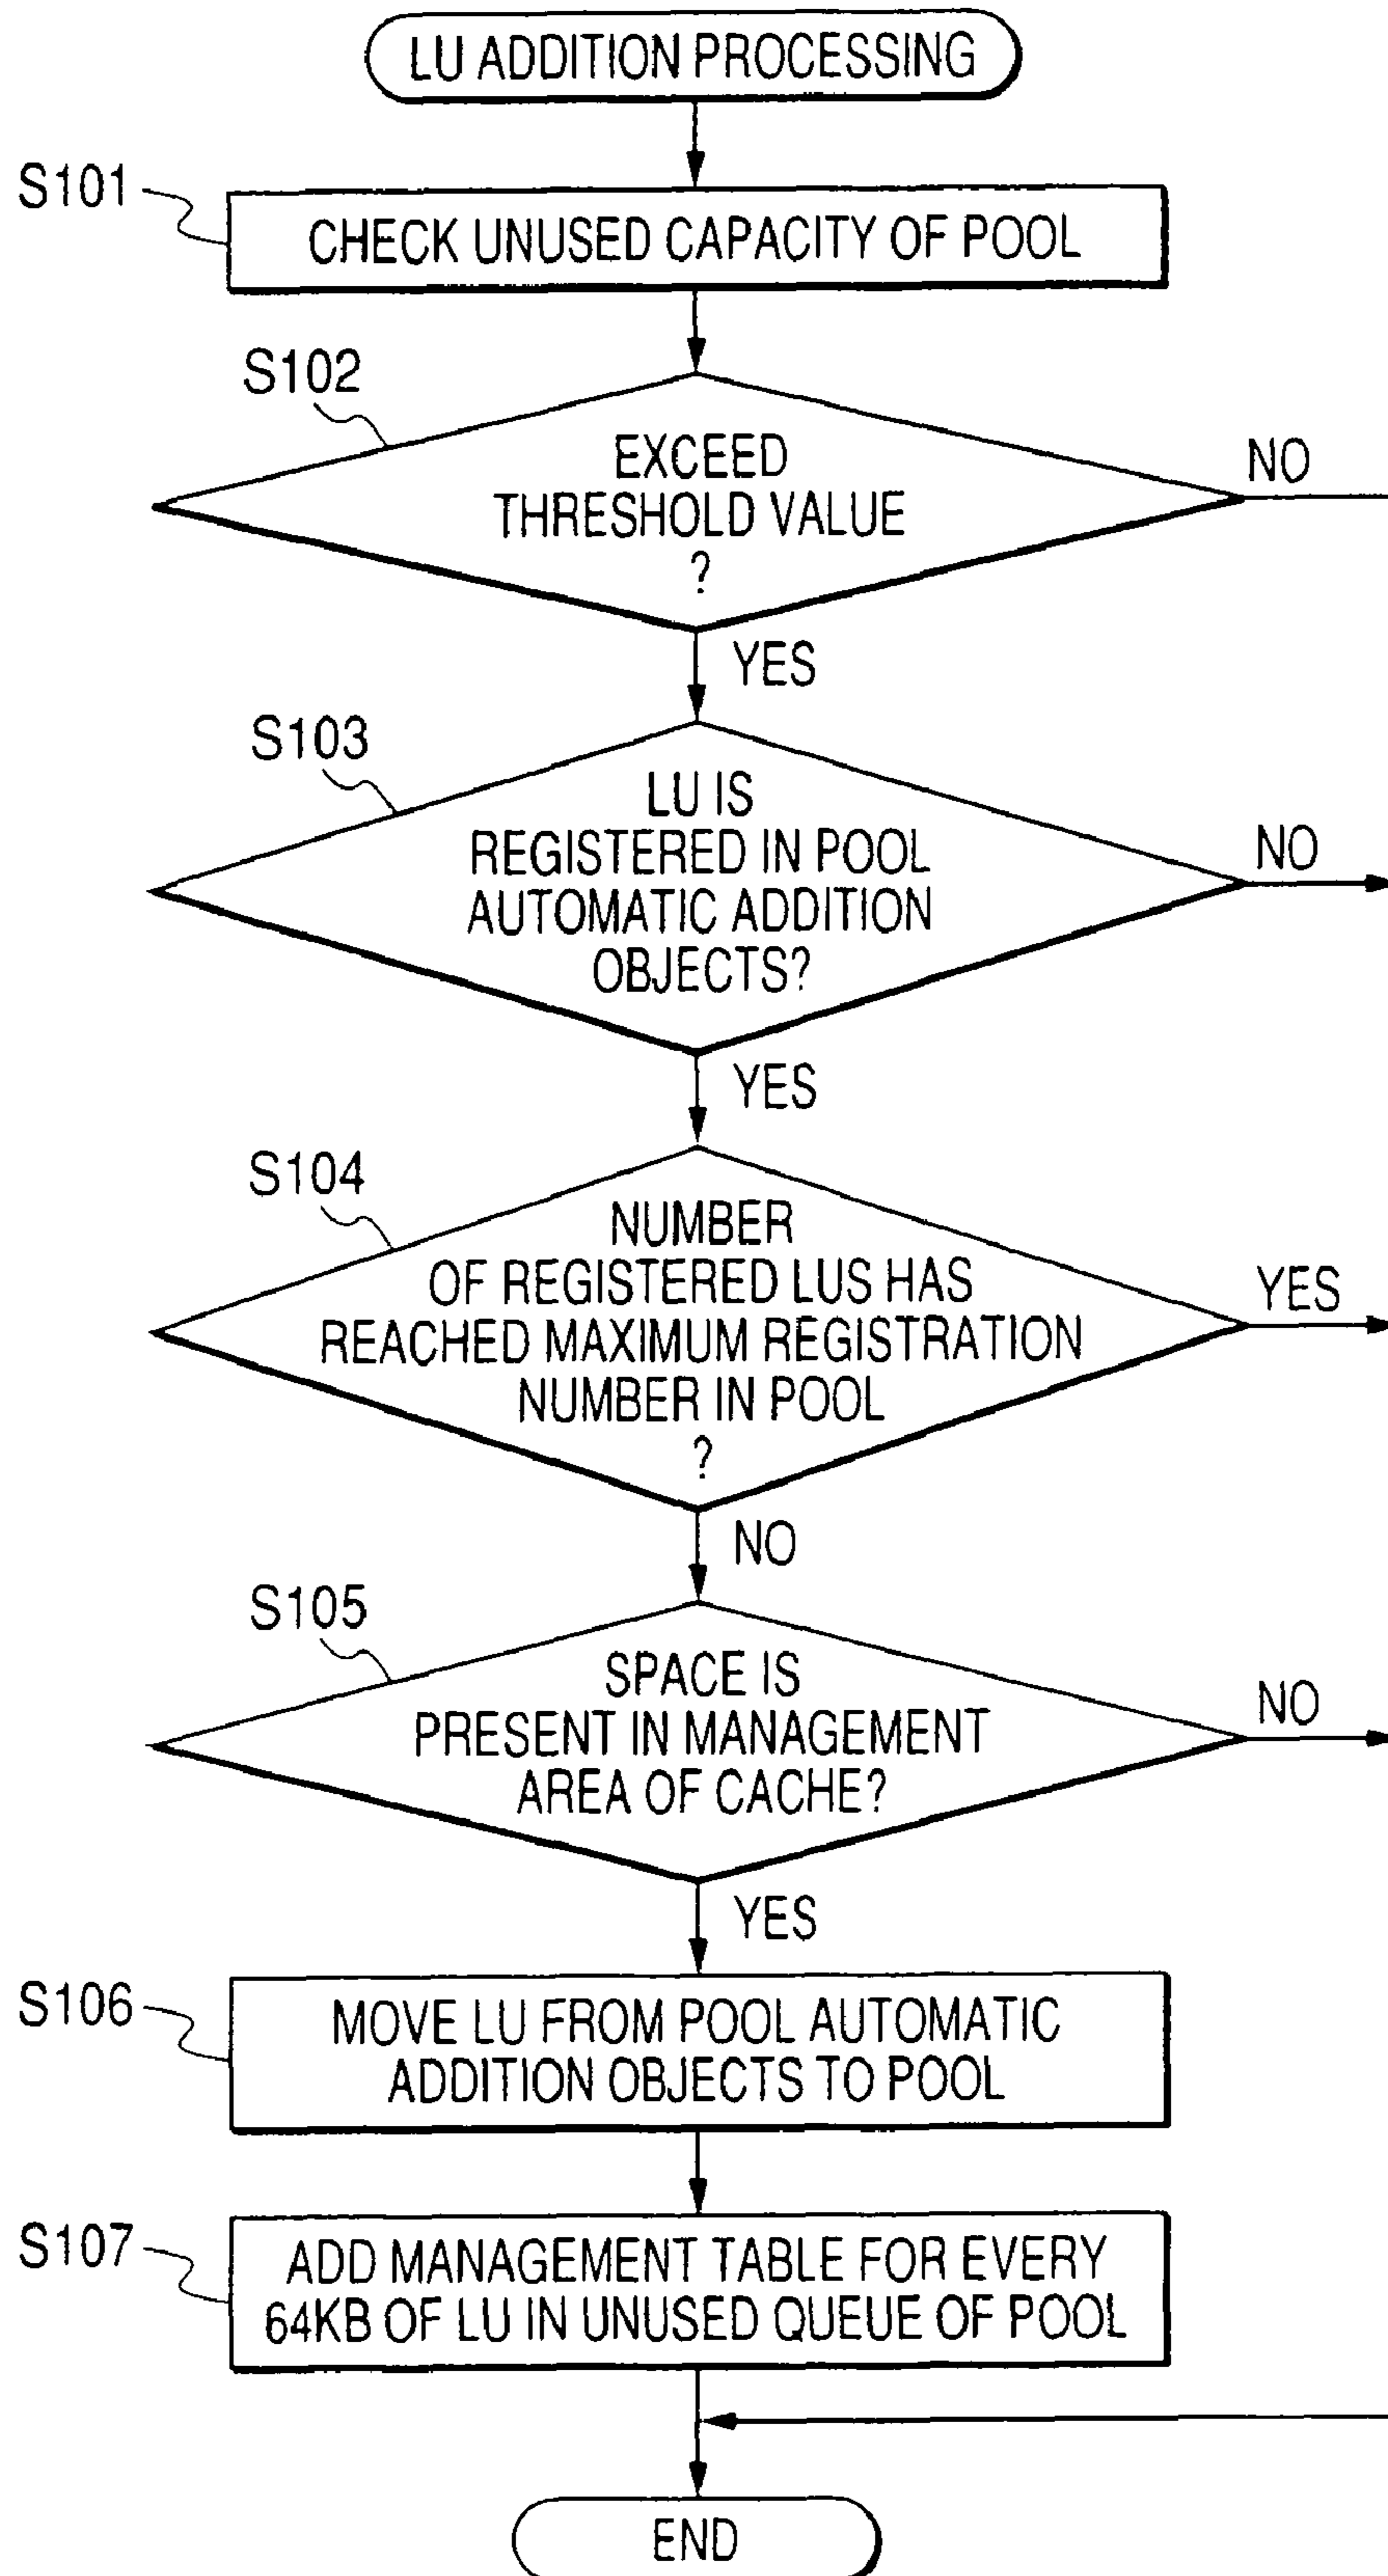 LU ADDITION PROCESSING
S101
CHECK UNUSED CAPACITY OF POOL
S102
EXCEED
THRESHOLD VALUE
?
NO
YES
S103
LU IS
REGISTERED IN POOL
AUTOMATIC ADDITION
OBJECTS?
NO
YES
S104
NUMBER
OF REGISTERED LUS HAS
REACHED MAXIMUM REGISTRATION
NUMBER IN POOL
?
YES
NO
S105
SPACE IS
PRESENT IN MANAGEMENT
AREA OF CACHE?
NO
YES
S106
MOVE LU FROM POOL AUTOMATIC
ADDITION OBJECTS TO POOL
S107
ADD MANAGEMENT TABLE FOR EVERY
64KB OF LU IN UNUSED QUEUE OF POOL
END